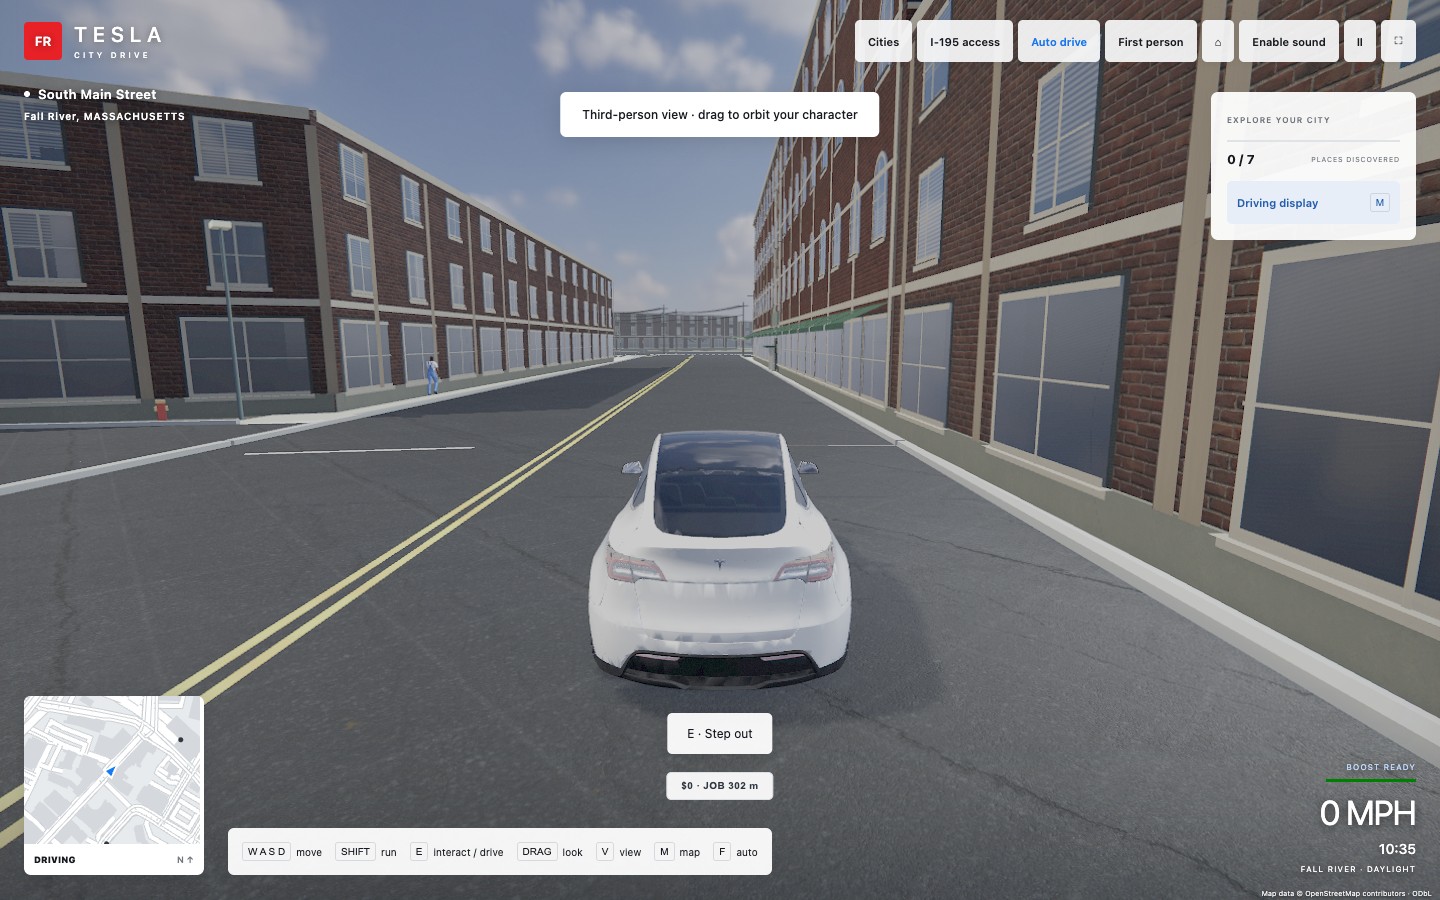 FR
TESLA
CITY DRIVE
Cities
I-195 access
Auto drive
First person
Enable sound
South Main Street
Fall River, MASSACHUSETTS
Third-person view · drag to orbit your character
EXPLORE YOUR CITY
0 / 7 PLACES DISCOVERED
Driving display M
E · Step out
$0 · JOB 302 m
BOOST READY
0 MPH
10:35
FALL RIVER · DAYLIGHT
DRIVING N ↑
W A S D move SHIFT run E interact / drive DRAG look V view M map F auto
Map data © OpenStreetMap contributors · ODbL